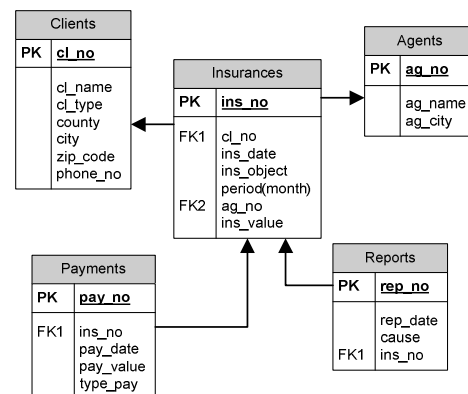 Clients
PK cl_no
cl_name
cl_type
county
city
zip_code
phone_no
Insurances
PK ins_no
FK1 cl_no
ins_date
ins_object
period(month)
FK2 ag_no
ins_value
Agents
PK ag_no
ag_name
ag_city
Payments
PK pay_no
FK1 ins_no
pay_date
pay_value
type_pay
Reports
PK rep_no
rep_date
cause
FK1 ins_no